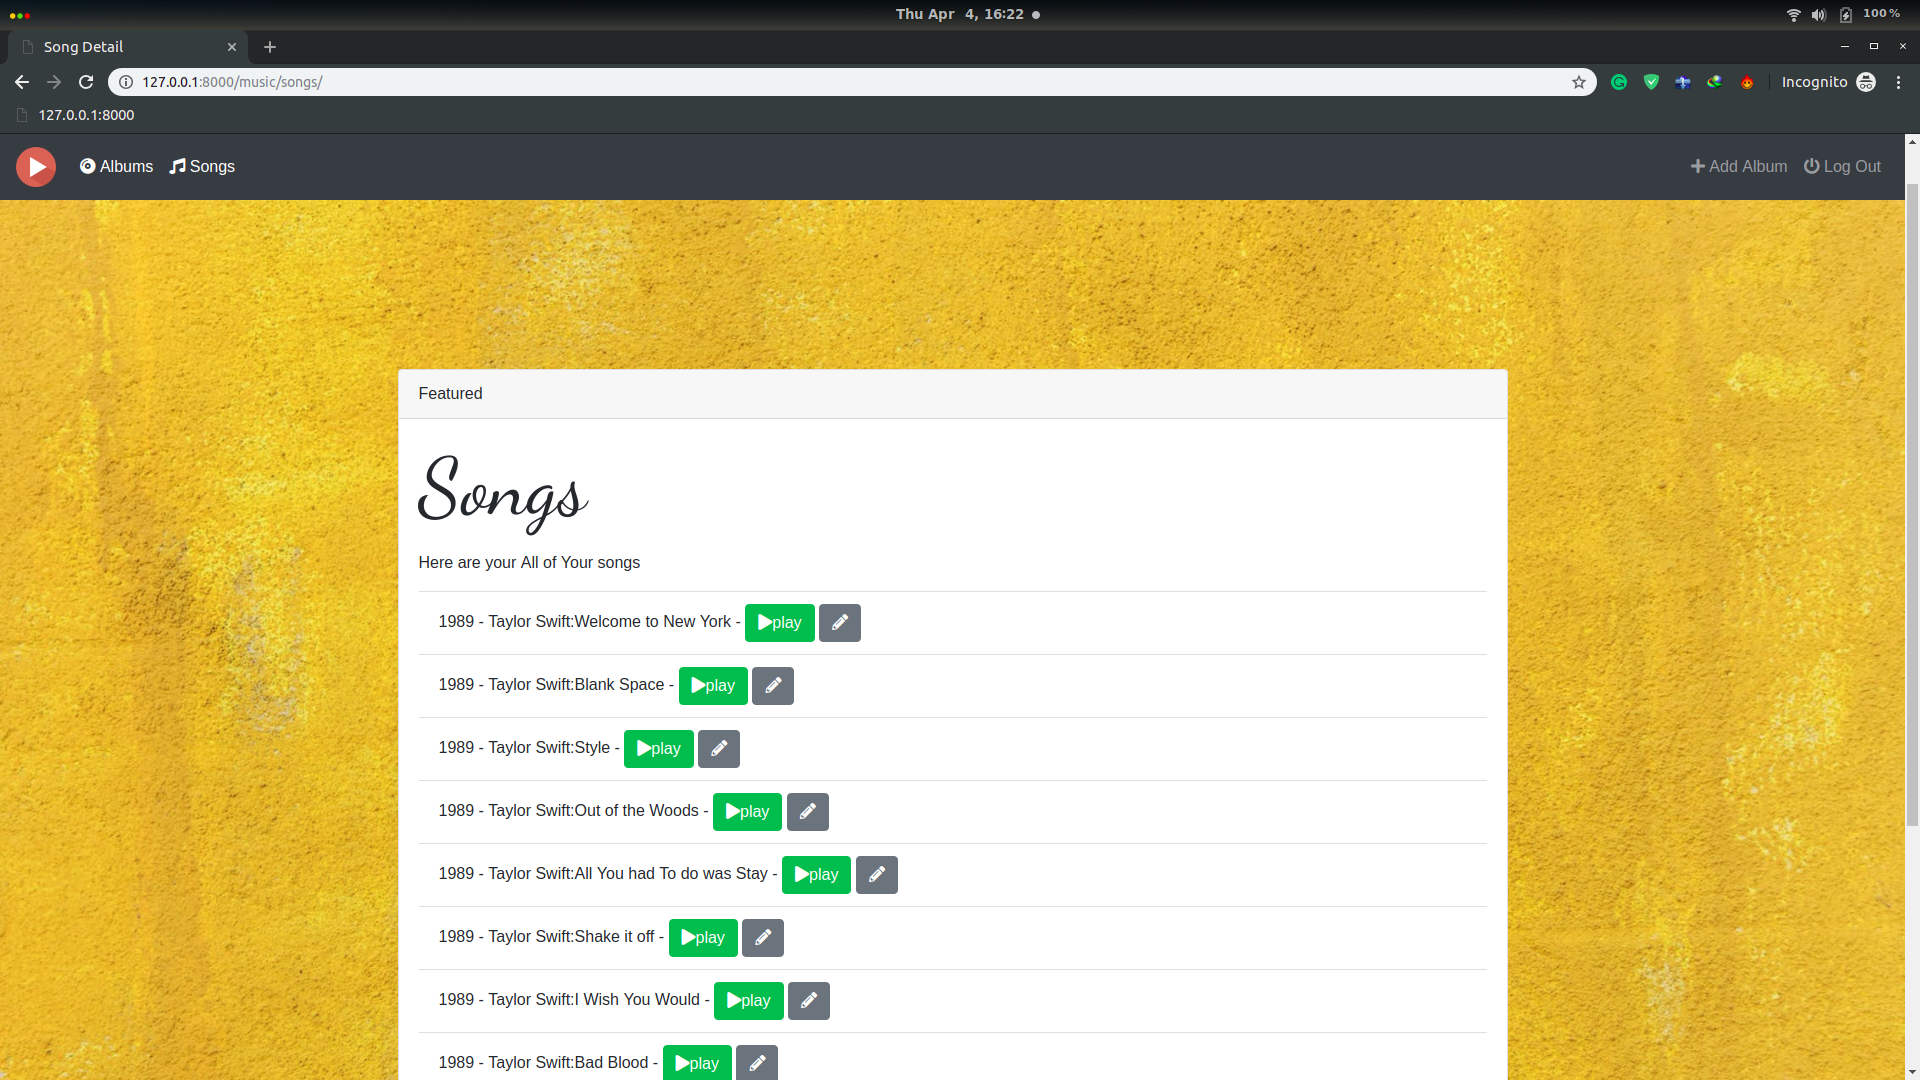 Thu Apr  4, 16:22
100 %
Song Detail
127.0.0.1:8000/music/songs/
Incognito
127.0.0.1:8000
Albums
Songs
Add Album
Log Out
Featured
Songs
Here are your All of Your songs
1989 - Taylor Swift:Welcome to New York - play
1989 - Taylor Swift:Blank Space - play
1989 - Taylor Swift:Style - play
1989 - Taylor Swift:Out of the Woods - play
1989 - Taylor Swift:All You had To do was Stay - play
1989 - Taylor Swift:Shake it off - play
1989 - Taylor Swift:I Wish You Would - play
1989 - Taylor Swift:Bad Blood - play